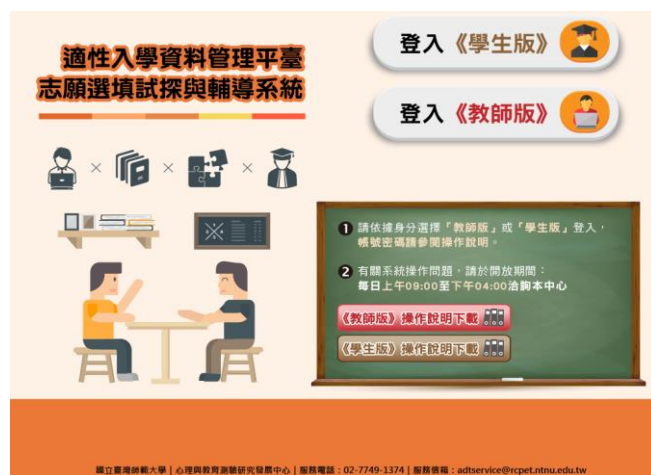 適性入學資料管理平臺
志願選填試探與輔導系統
登入《學生版》
登入《教師版》
1 請依據身分選擇「教師版」或「學生版」登入，
帳號密碼請參閱操作說明。
2 有關系統操作問題，請於開放期間：
每日上午09:00至下午04:00洽詢本中心
《教師版》操作說明下載
《學生版》操作說明下載
國立臺灣師範大學 | 心理與教育測驗研究發展中心 | 服務電話：02-7749-1374 | 服務信箱：adtservice@rcpet.ntnu.edu.tw